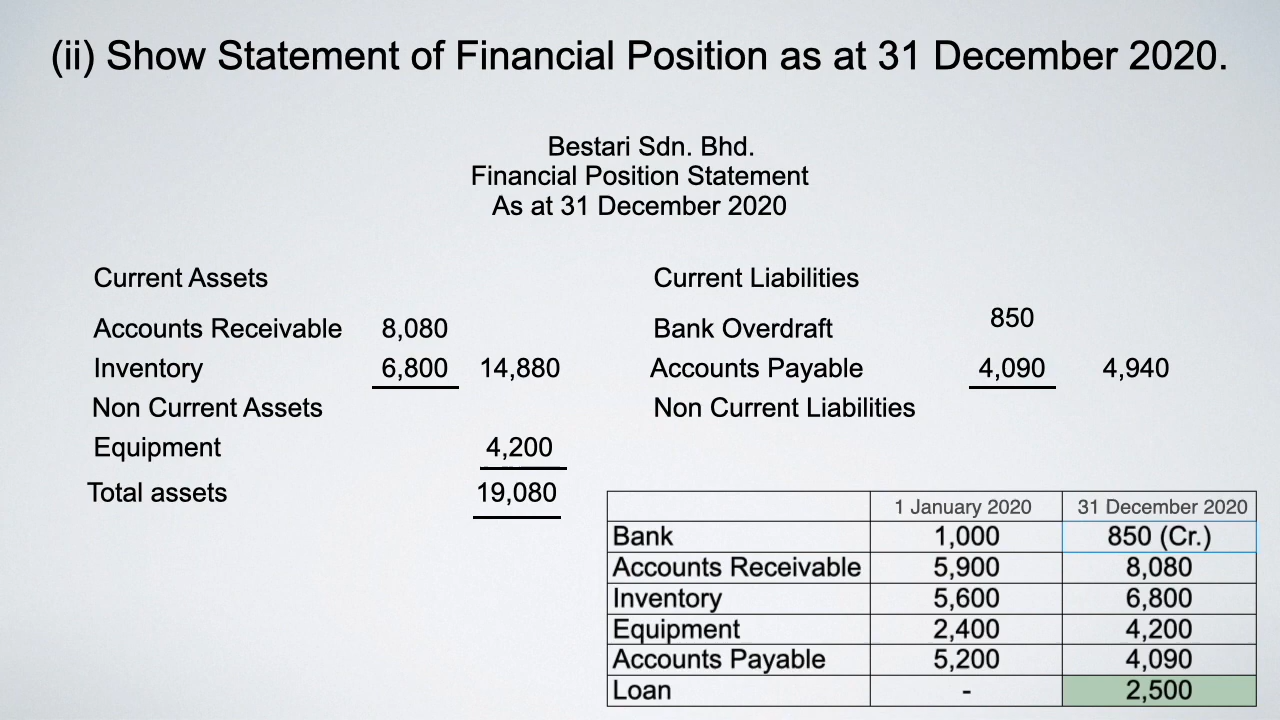 (ii) Show Statement of Financial Position as at 31 December 2020.
Bestari Sdn. Bhd.
Financial Position Statement
As at 31 December 2020
Current Assets
Accounts Receivable 8,080
Inventory 6,800 14,880
Non Current Assets
Equipment 4,200
Total assets 19,080
Current Liabilities
Bank Overdraft 850
Accounts Payable 4,090 4,940
Non Current Liabilities
1 January 2020 31 December 2020
Bank 1,000 850 (Cr.)
Accounts Receivable 5,900 8,080
Inventory 5,600 6,800
Equipment 2,400 4,200
Accounts Payable 5,200 4,090
Loan - 2,500